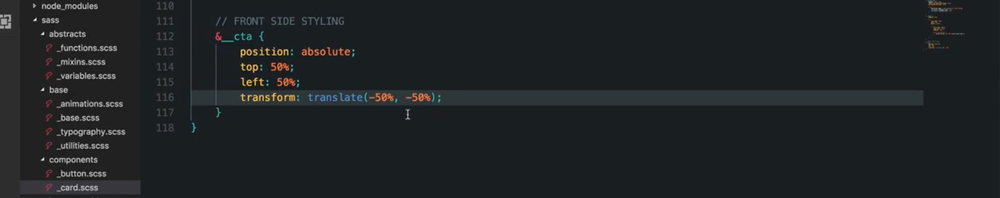 node_modules
sass
abstracts
_functions.scss
_mixins.scss
_variables.scss
base
_animations.scss
_base.scss
_typography.scss
_utilities.scss
components
_button.scss
_card.scss
110
111 // FRONT SIDE STYLING
112 &__cta {
113 position: absolute;
114 top: 50%;
115 left: 50%;
116 transform: translate(-50%, -50%);
117 }
118 }